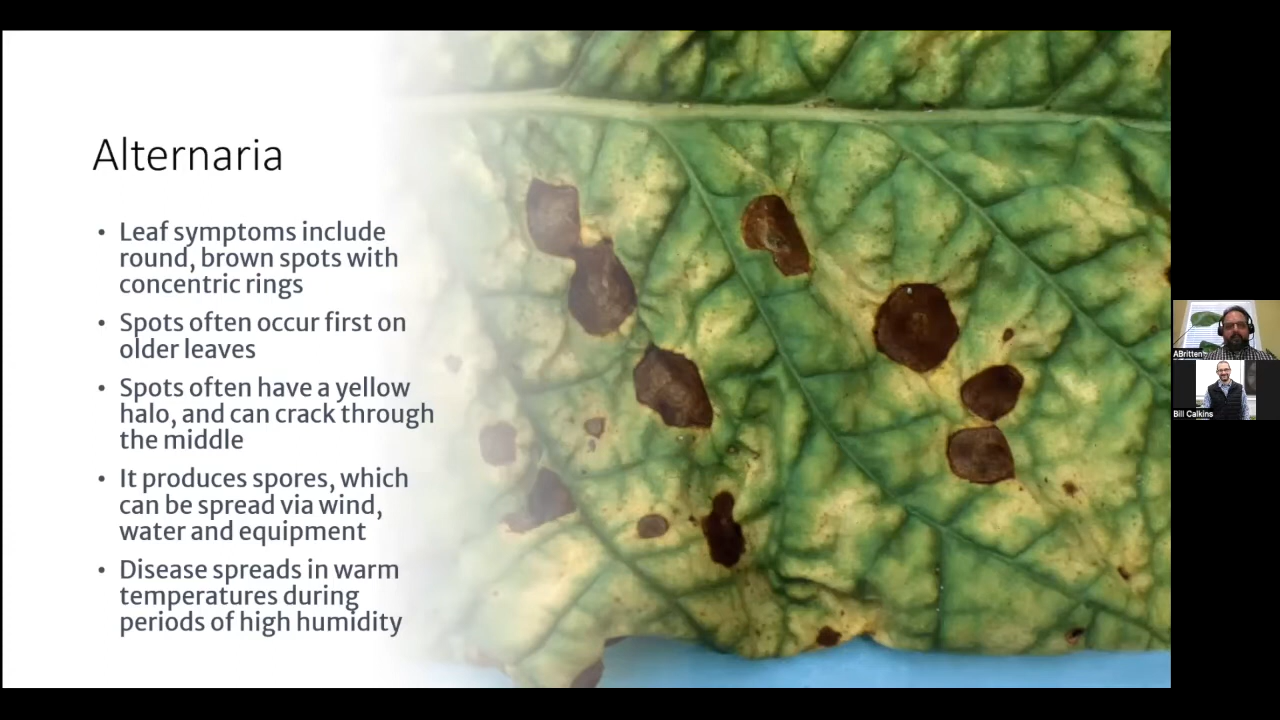 Alternaria
• Leaf symptoms include
round, brown spots with
concentric rings
• Spots often occur first on
older leaves
• Spots often have a yellow
halo, and can crack through
the middle
• It produces spores, which
can be spread via wind,
water and equipment
• Disease spreads in warm
temperatures during
periods of high humidity
ABritten
Bill Calkins